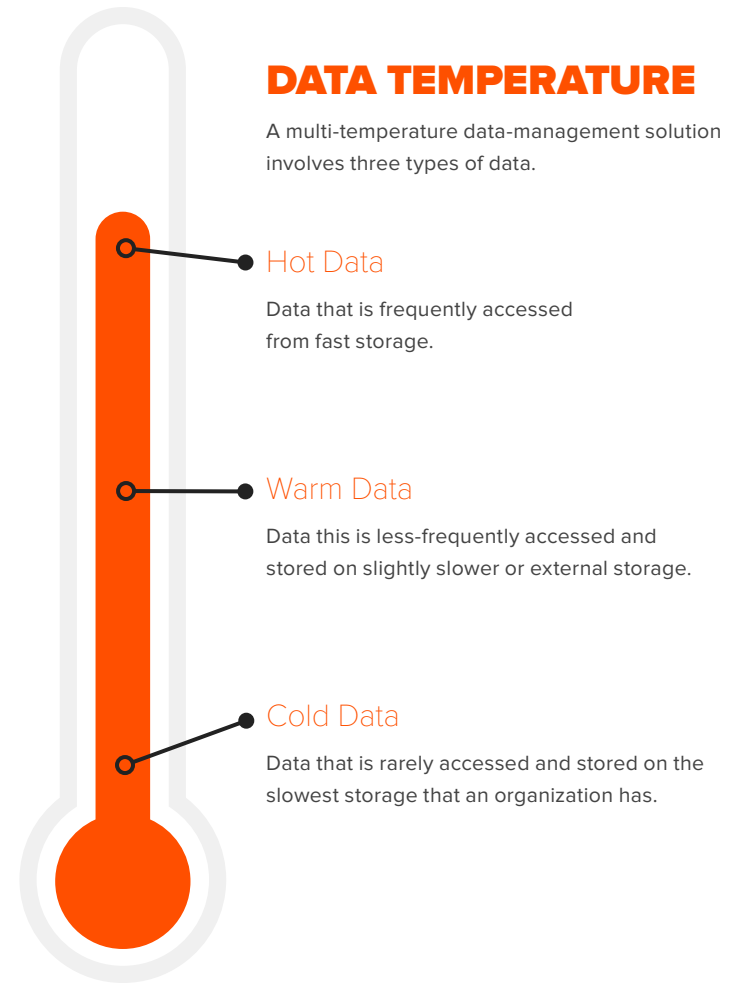 DATA TEMPERATURE
A multi-temperature data-management solution
involves three types of data.
Hot Data
Data that is frequently accessed
from fast storage.
Warm Data
Data this is less-frequently accessed and
stored on slightly slower or external storage.
Cold Data
Data that is rarely accessed and stored on the
slowest storage that an organization has.